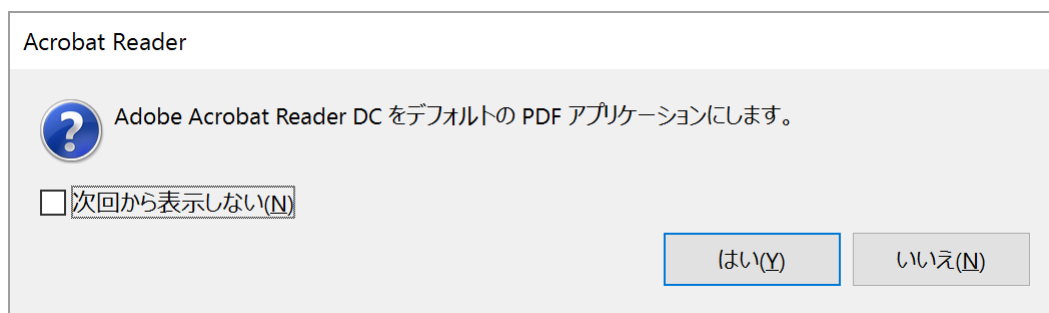 Acrobat Reader
Adobe Acrobat Reader DC をデフォルトの PDF アプリケーションにします。
次回から表示しない(N)
はい(Y) いいえ(N)